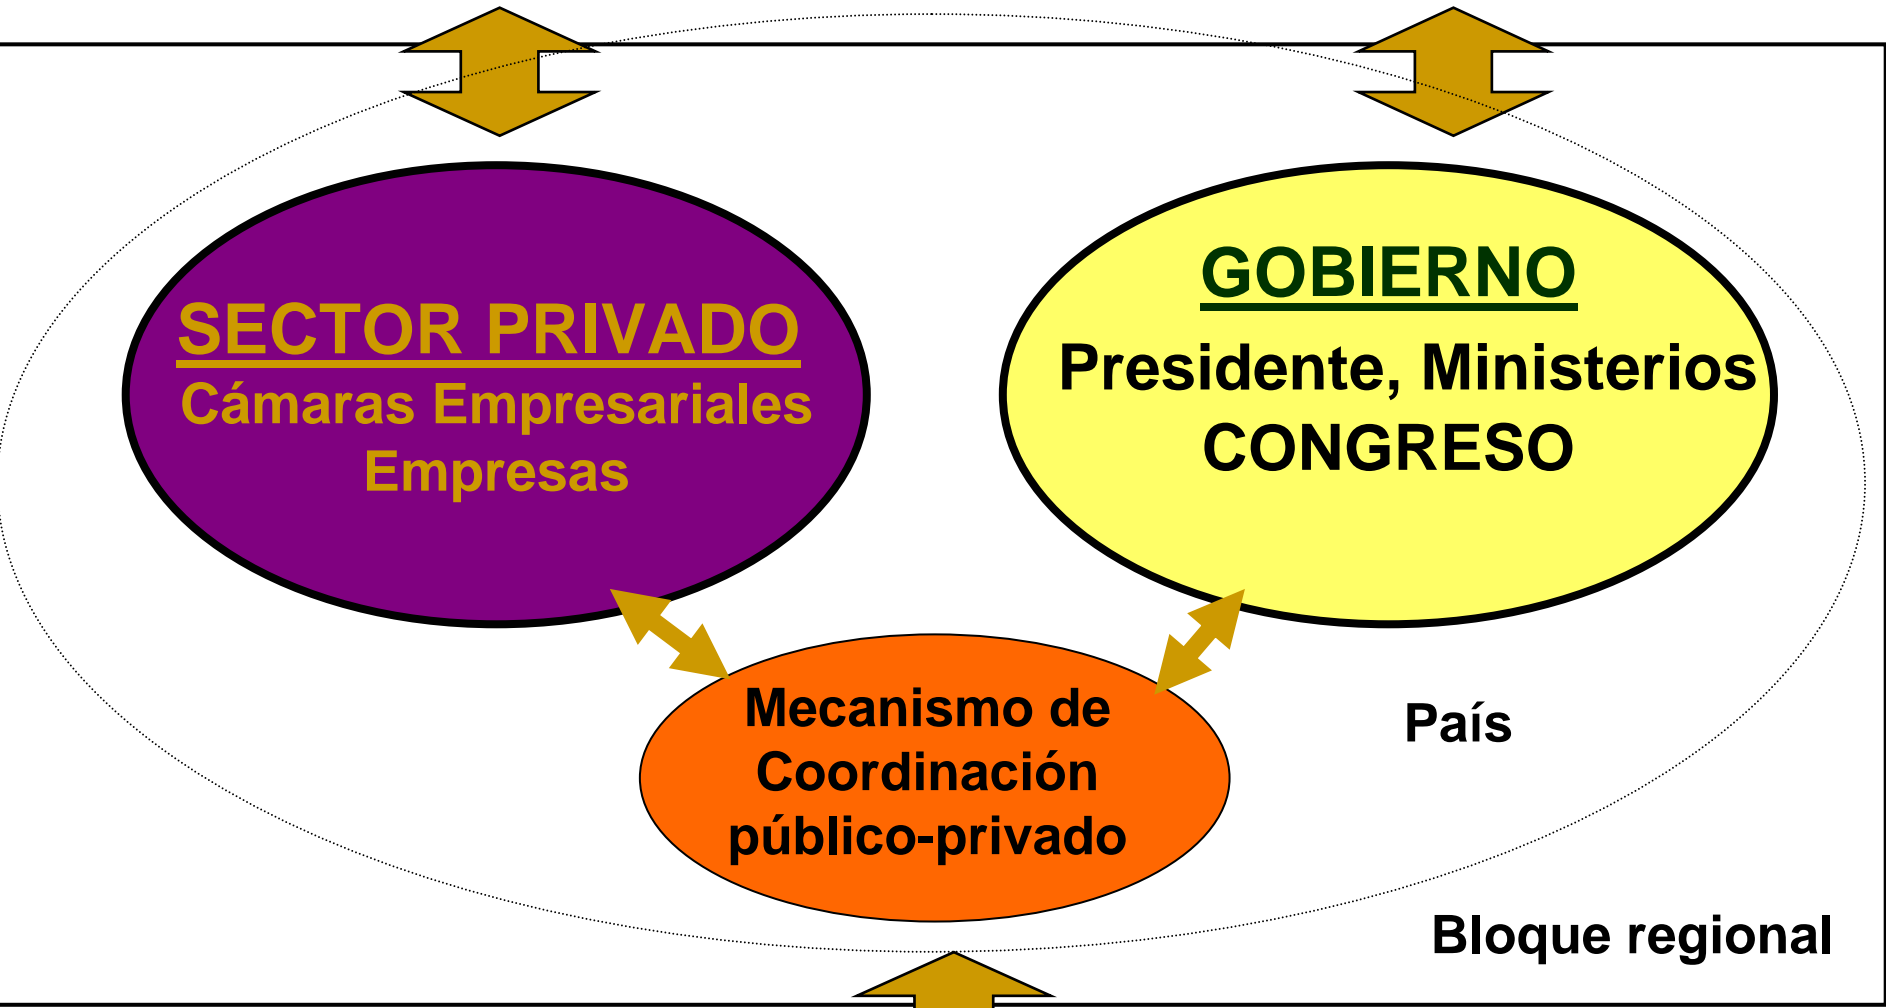 SECTOR PRIVADO
Cámaras Empresariales
Empresas
GOBIERNO
Presidente, Ministerios
CONGRESO
Mecanismo de
Coordinación
público-privado
País
Bloque regional